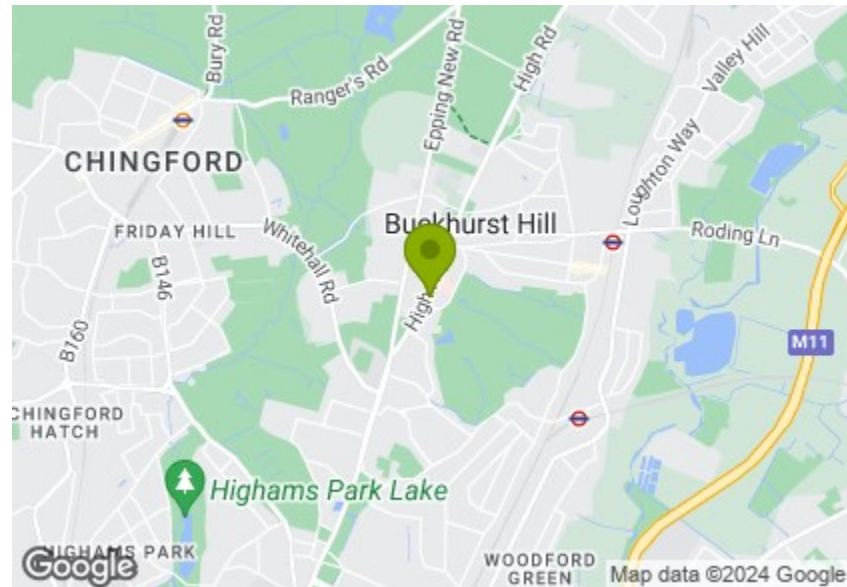 Bury Rd
Ranger's Rd
Epping New Rd
High Rd
Valley Hill
Loughton Way
CHINGFORD
FRIDAY HILL
Whitehall Rd
Buckhurst Hill
Roding Ln
B146
B160
High
M11
CHINGFORD
HATCH
Highams Park Lake
HIGHAMS PARK
WOODFORD
GREEN
Google
Map data ©2024 Google